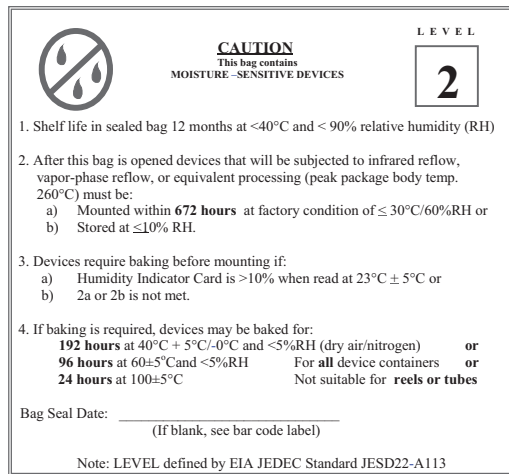 L E V E L
CAUTION
This bag contains
MOISTURE –SENSITIVE DEVICES
2
1. Shelf life in sealed bag 12 months at <40°C and < 90% relative humidity (RH)
2. After this bag is opened devices that will be subjected to infrared reflow,
vapor-phase reflow, or equivalent processing (peak package body temp.
260°C) must be:
a) Mounted within 672 hours at factory condition of ≤ 30°C/60%RH or
b) Stored at ≤10% RH.
3. Devices require baking before mounting if:
a) Humidity Indicator Card is >10% when read at 23°C ± 5°C or
b) 2a or 2b is not met.
4. If baking is required, devices may be baked for:
192 hours at 40°C + 5°C/-0°C and <5%RH (dry air/nitrogen) or
96 hours at 60±5°Cand <5%RH For all device containers or
24 hours at 100±5°C Not suitable for reels or tubes
Bag Seal Date: ______________________________
(If blank, see bar code label)
Note: LEVEL defined by EIA JEDEC Standard JESD22-A113